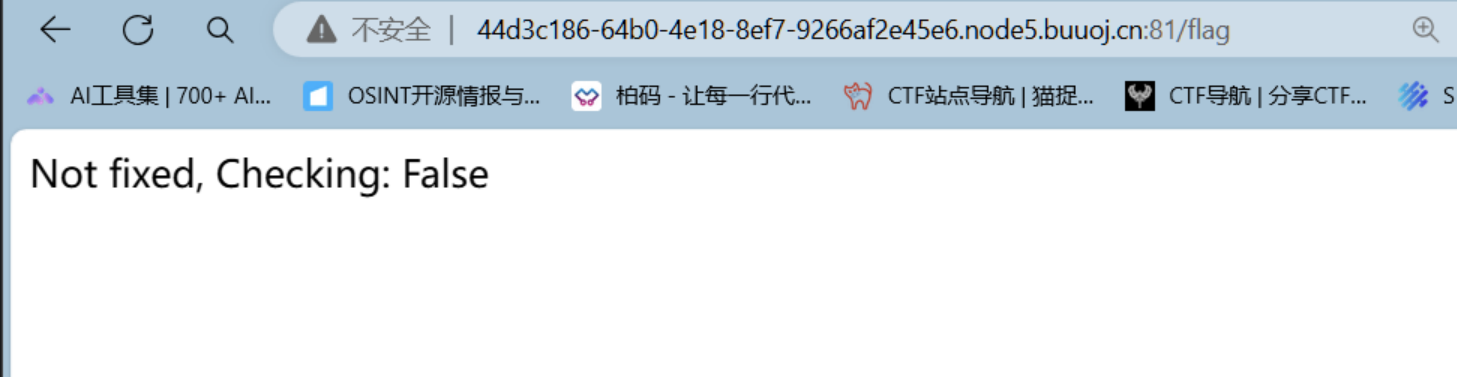 不安全 | 44d3c186-64b0-4e18-8ef7-9266af2e45e6.node5.buuoj.cn:81/flag
AI工具集 | 700+ AI... OSINT开源情报与... 柏码 - 让每一行代... CTF站点导航 | 猫捉... CTF导航 | 分享CTF... S
Not fixed, Checking: False